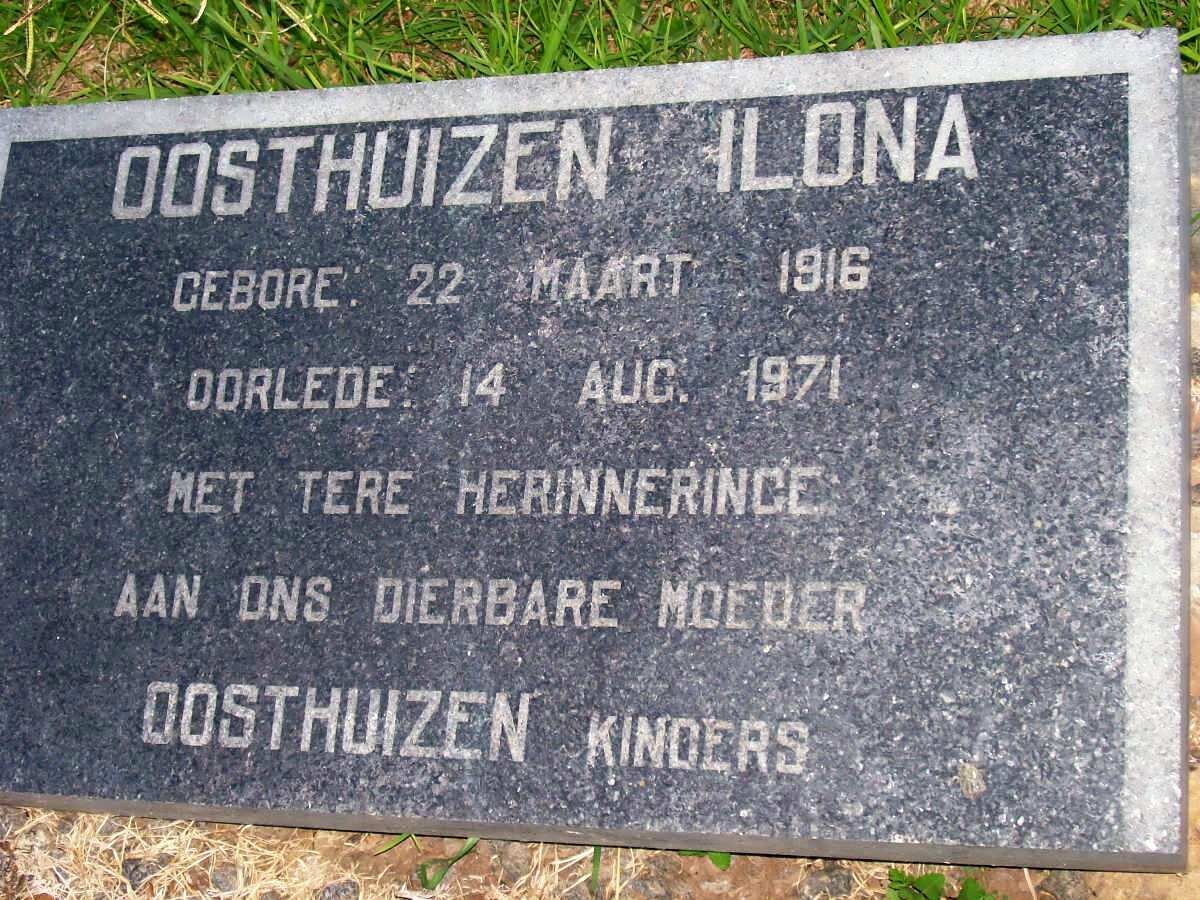 OOSTHUIZEN ILONA
GEBORE: 22 MAART 1916
OORLEDE: 14 AUG. 1971
MET TERE HERINNERINGE
AAN ONS DIERBARE MOEDER
OOSTHUIZEN KINDERS